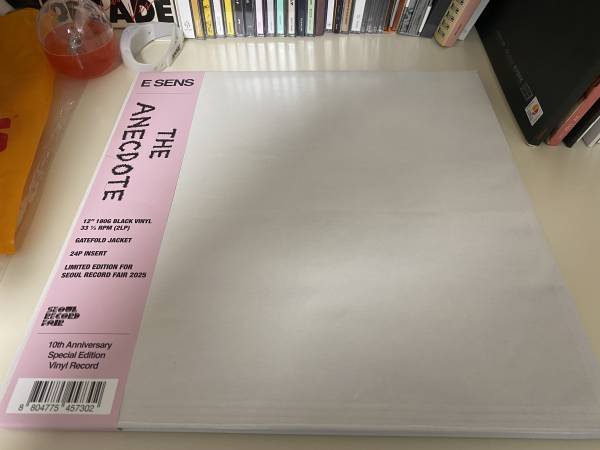 E SENS
THE
ANECDOTE
12" 180G BLACK VINYL
33 ⅓ RPM (2LP)
GATEFOLD JACKET
24P INSERT
LIMITED EDITION FOR
SEOUL RECORD FAIR 2025
SEOUL
RECORD
FAIR
10th Anniversary
Special Edition
Vinyl Record
8 804775 457302